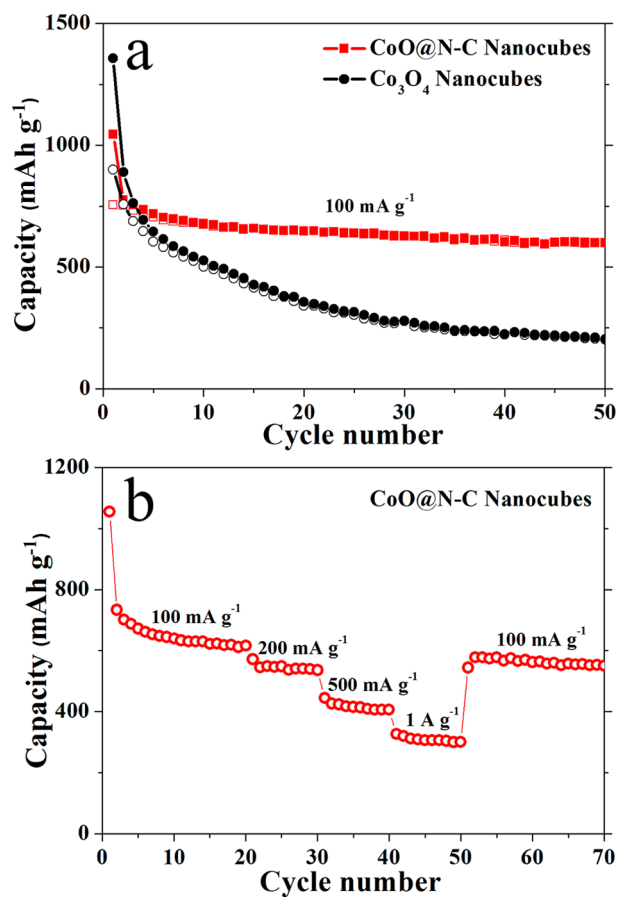 1500
a
CoO@N-C Nanocubes
Co₃O₄ Nanocubes
1000
100 mA g⁻¹
500
0
Capacity (mAh g⁻¹)
0 10 20 30 40 50
Cycle number
1200
b
CoO@N-C Nanocubes
800
100 mA g⁻¹
100 mA g⁻¹
200 mA g⁻¹
500 mA g⁻¹
400
1 A g⁻¹
0
Capacity (mAh g⁻¹)
0 10 20 30 40 50 60 70
Cycle number